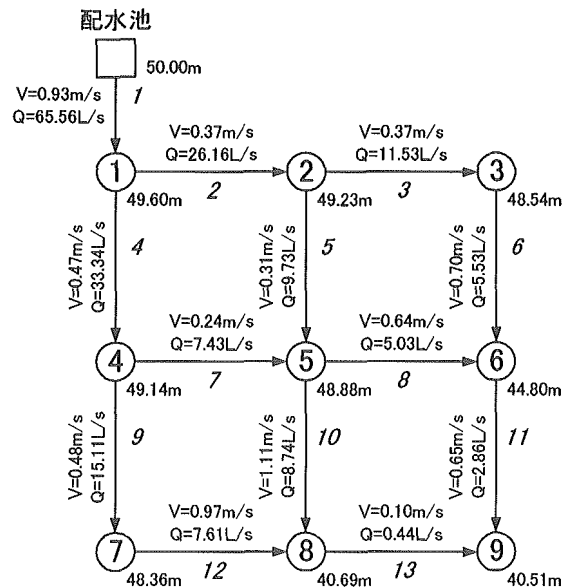 配水池
50.00m
V=0.93m/s
Q=65.56L/s
1
V=0.37m/s
Q=26.16L/s
V=0.37m/s
Q=11.53L/s
1
2
3
49.60m
2
49.23m
3
48.54m
V=0.47m/s
Q=33.34L/s
4
V=0.31m/s
Q=9.73L/s
5
V=0.70m/s
Q=5.53L/s
6
V=0.24m/s
Q=7.43L/s
V=0.64m/s
Q=5.03L/s
4
5
6
49.14m
7
48.88m
8
44.80m
V=0.48m/s
Q=15.11L/s
9
V=1.11m/s
Q=8.74L/s
10
V=0.65m/s
Q=2.86L/s
11
V=0.97m/s
Q=7.61L/s
V=0.10m/s
Q=0.44L/s
7
8
9
48.36m
12
40.69m
13
40.51m